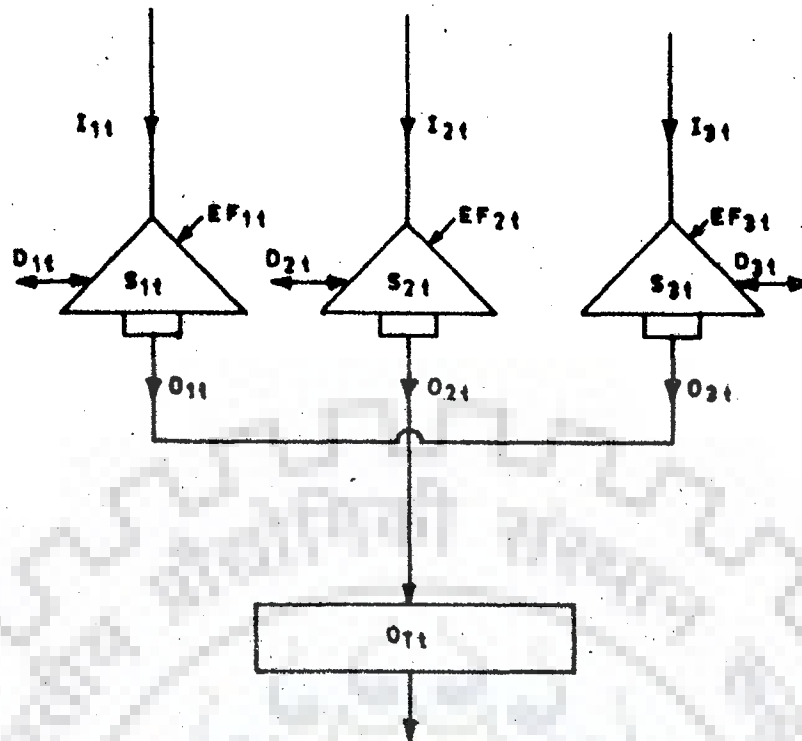 I1t I2t I3t
EF1t EF2t EF3t
D1t D2t D3t
S1t S2t S3t
O1t O2t O3t
OTt